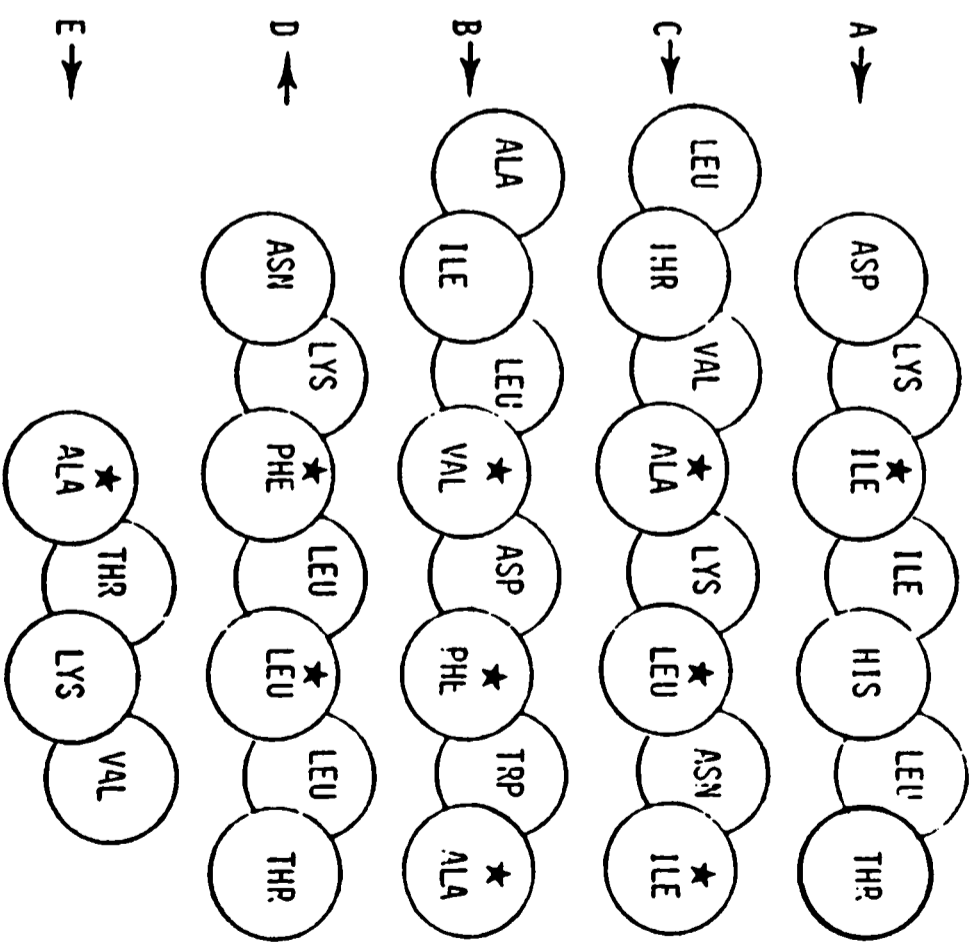 A → ASP LYS ★ILE ILE HIS LEU THR
C → LEU THR VAL ★ALA LYS ★LEU ASN ★ILE
B → ALA ILE LEU ★VAL ASP ★PHE TRP ★ALA
D ← ASN LYS ★PHE LEU ★LEU LEU THR
E → ★ALA THR LYS VAL